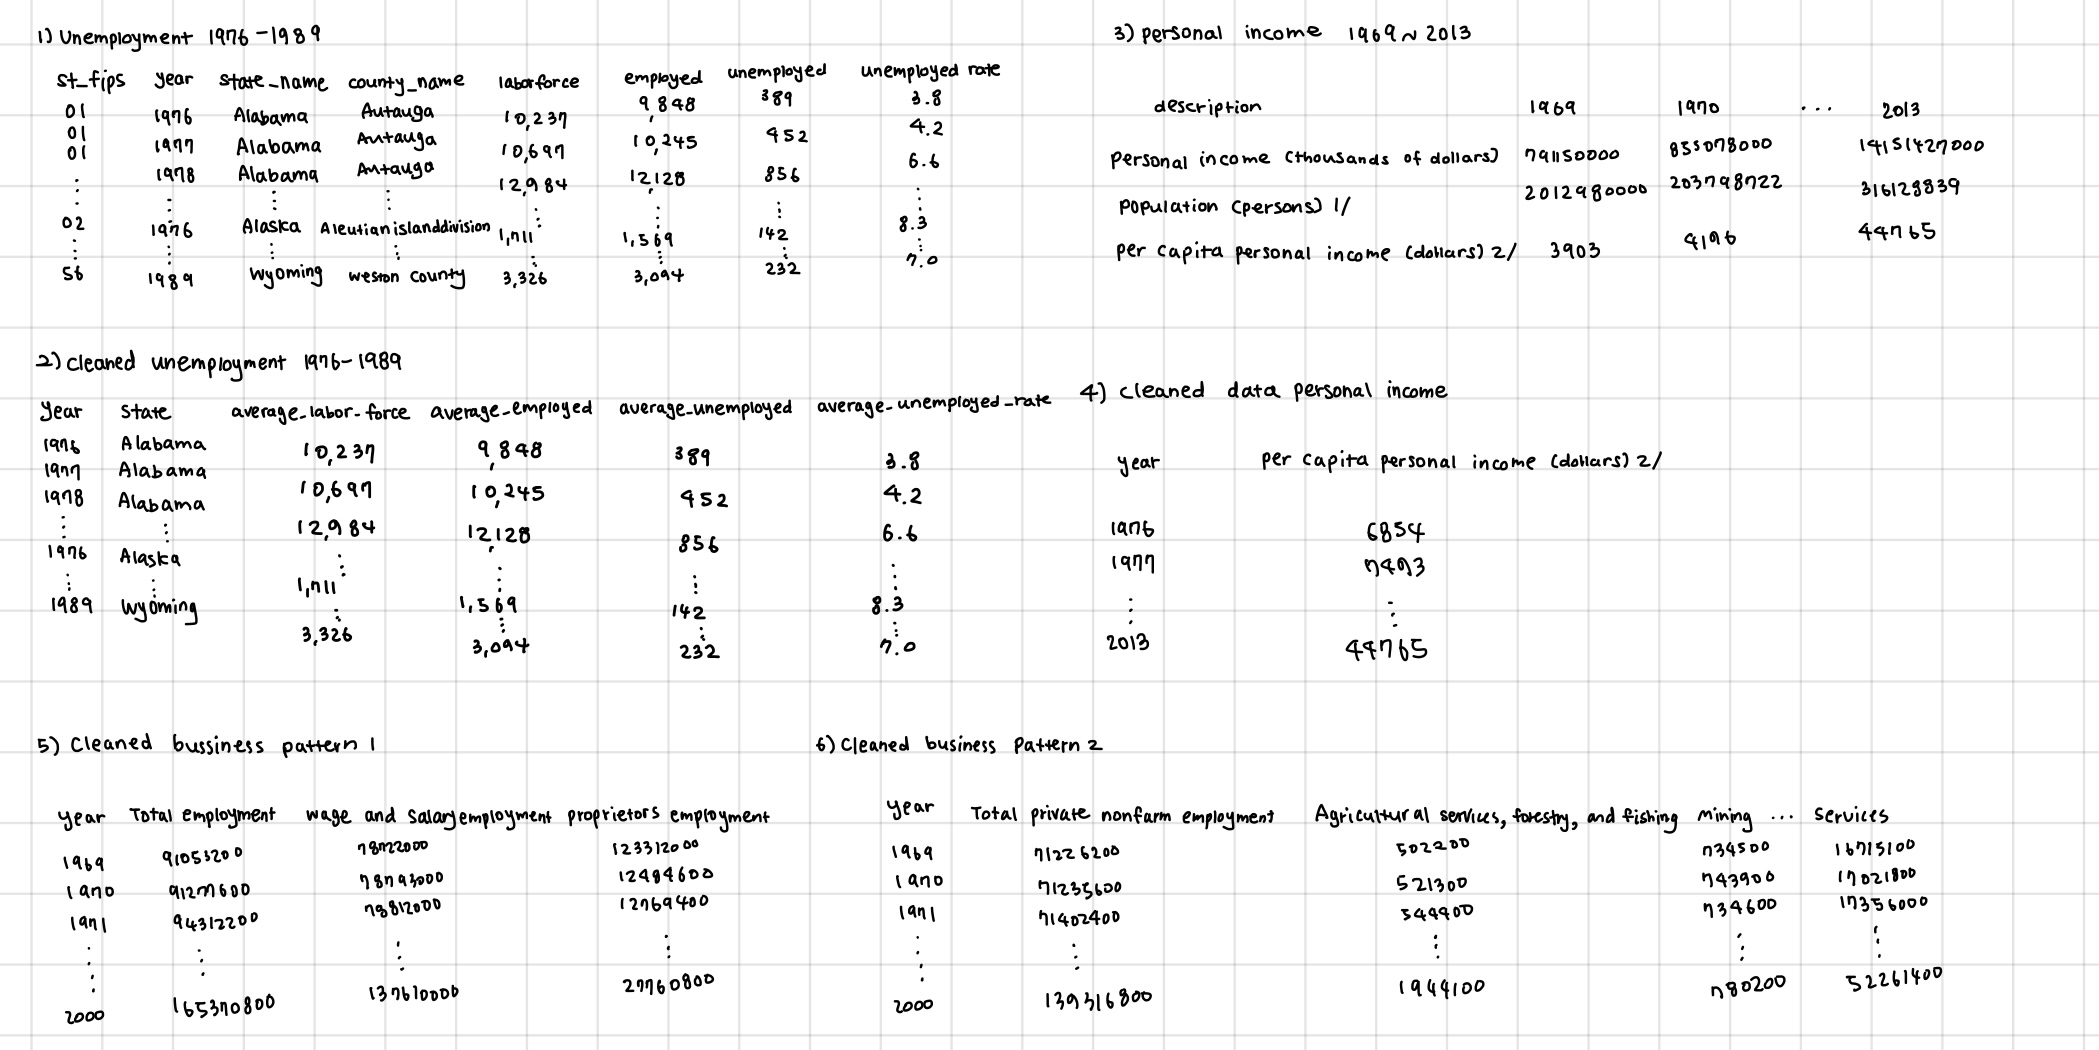 1) Unemployment 1976-1989
st_fips year state_name county_name laborforce employed unemployed unemployed rate
01 1976 Alabama Autauga 10,237 9,848 389 3.8
01 1977 Alabama Autauga 10,697 10,245 452 4.2
01 1978 Alabama Autauga 12,984 12,128 856 6.6
⋮ ⋮ ⋮ ⋮ ⋮ ⋮ ⋮ ⋮
02 1976 Alaska Aleutianislanddivision 1,711 1,569 142 8.3
⋮ ⋮ ⋮ ⋮ ⋮ ⋮ ⋮ ⋮
56 1989 Wyoming weston county 3,326 3,094 232 7.0
3) personal income 1969~2013
description 1969 1970 ... 2013
Personal income (thousands of dollars) 791150000 855078000 14151427000
Population (persons) 1/ 2012980000 203798722 316128839
per capita personal income (dollars) 2/ 3903 4196 44765
2) cleaned unemployment 1976-1989
year state average_labor_force average_employed average_unemployed average_unemployed_rate
1976 Alabama 10,237 9,848 389 3.8
1977 Alabama 10,697 10,245 452 4.2
1978 Alabama 12,984 12,128 856 6.6
⋮ ⋮ ⋮ ⋮ ⋮ ⋮
1976 Alaska 1,711 1,569 142 8.3
⋮ ⋮ ⋮ ⋮ ⋮ ⋮
1989 Wyoming 3,326 3,094 232 7.0
4) cleaned data personal income
year per capita personal income (dollars) 2/
1976 6854
1977 7493
⋮ ⋮
2013 44765
5) Cleaned bussiness pattern 1
year Total employment wage and salaryemployment proprietors employment
1969 91053200 78722000 123312000
1970 91277600 78793000 12484600
1971 94312200 78812000 12769400
⋮ ⋮ ⋮ ⋮
2000 165370800 137610000 27760800
6) Cleaned business Pattern 2
year Total private nonfarm employment Agricultural services, forestry, and fishing mining ... services
1969 71226200 502200 734500 16715100
1970 71235600 521300 743900 17021800
1971 71402400 544900 734600 17356000
⋮ ⋮ ⋮ ⋮ ⋮
2000 139316800 1944100 780200 52261400